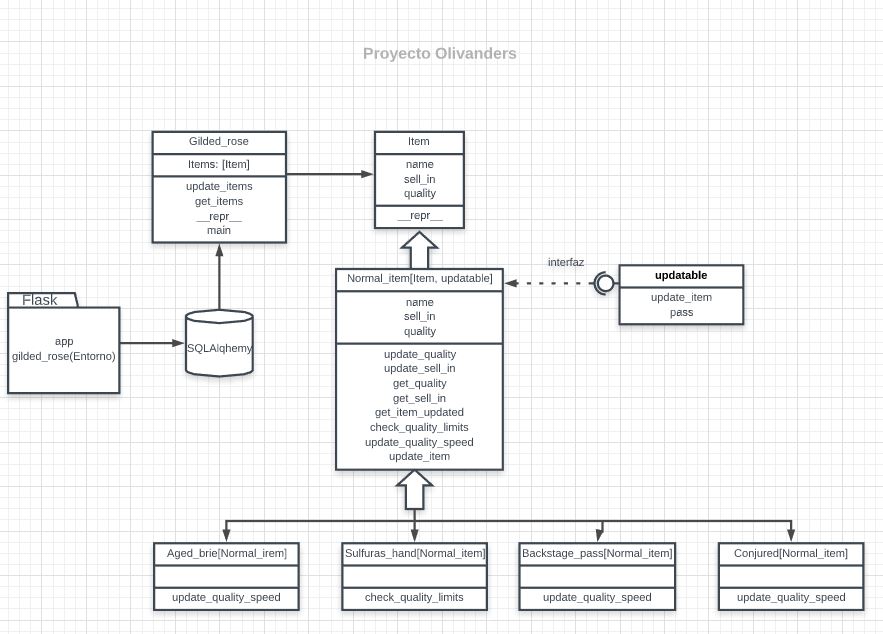 Proyecto Olivanders
Gilded_rose
Items: [Item]
update_items
get_items
__repr__
main
Item
name
sell_in
quality
__repr__
Flask
app
gilded_rose(Entorno)
SQLAlqhemy
Normal_item[Item, updatable]
name
sell_in
quality
update_quality
update_sell_in
get_quality
get_sell_in
get_item_updated
check_quality_limits
update_quality_speed
update_item
interfaz
updatable
update_item
pass
Aged_brie[Normal_irem]
update_quality_speed
Sulfuras_hand[Normal_item]
check_quality_limits
Backstage_pass[Normal_item]
update_quality_speed
Conjured[Normal_item]
update_quality_speed